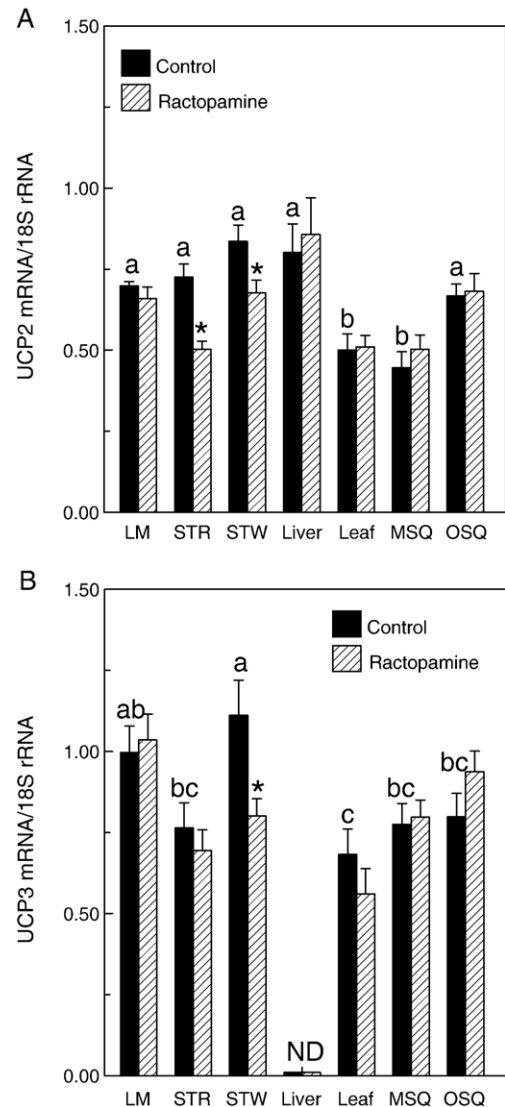 A
1.50
Control
Ractopamine
UCP2 mRNA/18S rRNA
1.00
a
a
a
a
a
*
*
b
b
0.50
0.00
LM STR STW Liver Leaf MSQ OSQ
B
1.50
Control
Ractopamine
UCP3 mRNA/18S rRNA
a
ab
1.00
bc
*
c
bc
bc
0.50
ND
0.00
LM STR STW Liver Leaf MSQ OSQ